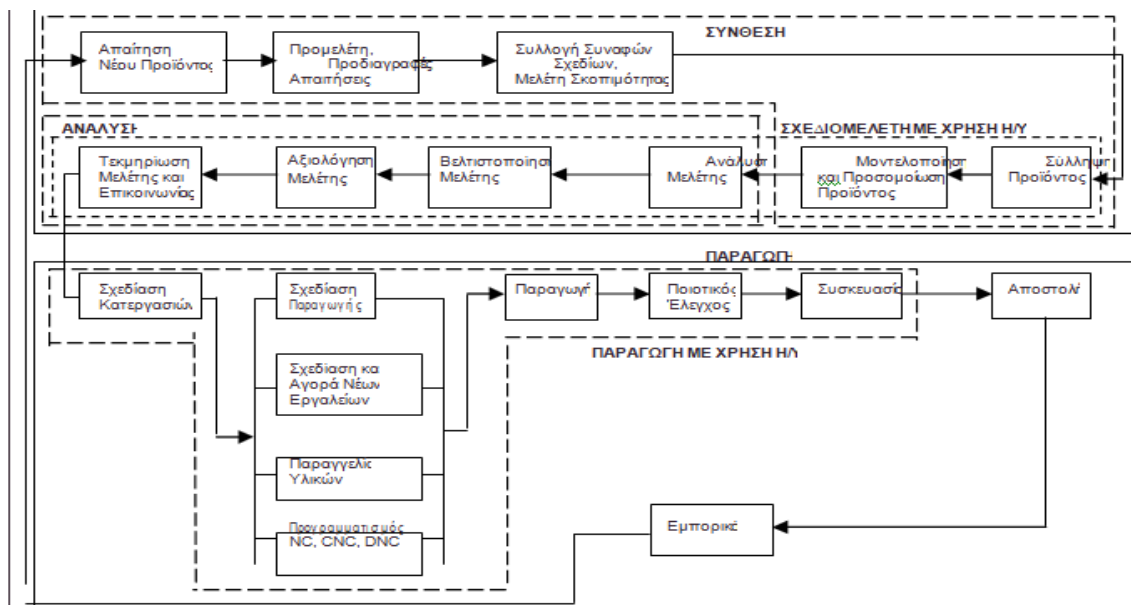 ΣΥΝΘΕΣΗ
Απαίτηση
Νέου Προϊόντος
Προμελέτη,
Προδιαγραφές
Απαιτήσεις
Συλλογή Συναφών
Σχεδίων,
Μελέτη Σκοπιμότητας
ΑΝΑΛΥΣΗ
ΣΧΕΔΙΟΜΕΛΕΤΗ ΜΕ ΧΡΗΣΗ Η/Υ
Τεκμηρίωση
Μελέτης και
Επικοινωνίας
Αξιολόγηση
Μελέτης
Βελτιστοποίηση
Μελέτης
Ανάλυση
Μελέτης
Μοντελοποίηση
και Προσομοίωση
Προϊόντος
Σύλληψη
Προϊόντος
ΠΑΡΑΓΩΓΗ
Σχεδίαση
Κατεργασιών
Σχεδίαση
Παραγωγής
Παραγωγή
Ποιοτικός
Έλεγχος
Συσκευασία
Αποστολή
ΠΑΡΑΓΩΓΗ ΜΕ ΧΡΗΣΗ Η/Υ
Σχεδίαση και
Αγορά Νέων
Εργαλείων
Παραγγελία
Υλικών
Προγραμματισμός
NC, CNC, DNC